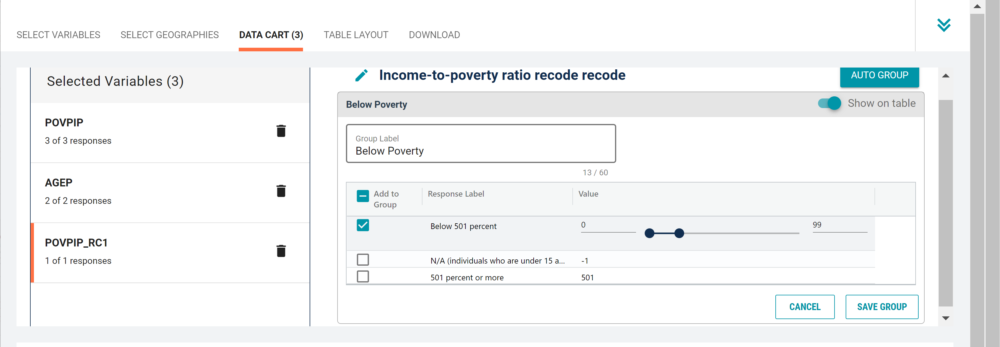 SELECT VARIABLES SELECT GEOGRAPHIES DATA CART (3) TABLE LAYOUT DOWNLOAD
Selected Variables (3)
POVPIP
3 of 3 responses
AGEP
2 of 2 responses
POVPIP_RC1
1 of 1 responses
Income-to-poverty ratio recode recode
AUTO GROUP
Below Poverty
Show on table
Group Label
Below Poverty
13 / 60
Add to
Group
Response Label
Value
Below 501 percent 0 99
N/A (individuals who are under 15 a... -1
501 percent or more 501
CANCEL SAVE GROUP